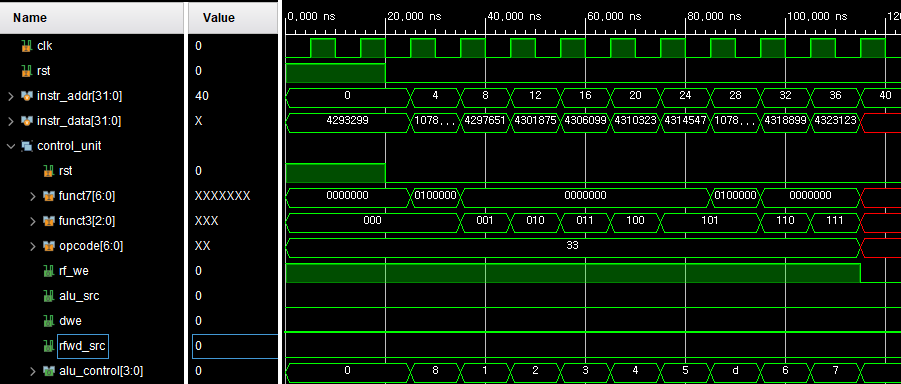 Name Value 0,000 ns 20,000 ns 40,000 ns 60,000 ns 80,000 ns 100,000 ns 120
clk 0
rst 0
instr_addr[31:0] 40 0 4 8 12 16 20 24 28 32 36 40
instr_data[31:0] X 4293299 1078... 4297651 4301875 4306099 4310323 4314547 1078... 4318899 4323123
control_unit
rst 0
funct7[6:0] XXXXXXX 0000000 0100000 0000000 0100000 0000000
funct3[2:0] XXX 000 001 010 011 100 101 110 111
opcode[6:0] XX 33
rf_we 0
alu_src 0
dwe 0
rfwd_src 0
alu_control[3:0] 0 0 8 1 2 3 4 5 d 6 7